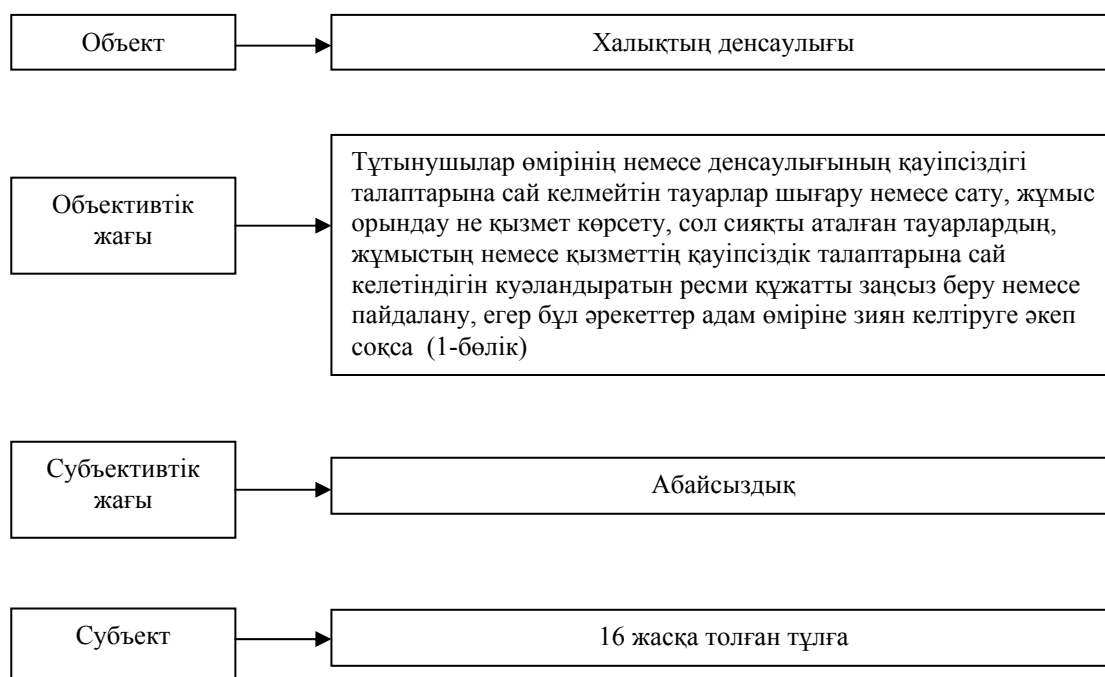 Объект
Халықтың денсаулығы
Объективтік
жағы
Тұтынушылар өмірінің немесе денсаулығының қауіпсіздігі
талаптарына сай келмейтін тауарлар шығару немесе сату, жұмыс
орындау не қызмет көрсету, сол сияқты аталған тауарлардың,
жұмыстың немесе қызметтің қауіпсіздік талаптарына сай
келетіндігін куәландыратын ресми құжатты заңсыз беру немесе
пайдалану, егер бұл әрекеттер адам өміріне зиян келтіруге әкеп
соқса (1-бөлік)
Субъективтік
жағы
Абайсыздық
Субъект
16 жасқа толған тұлға